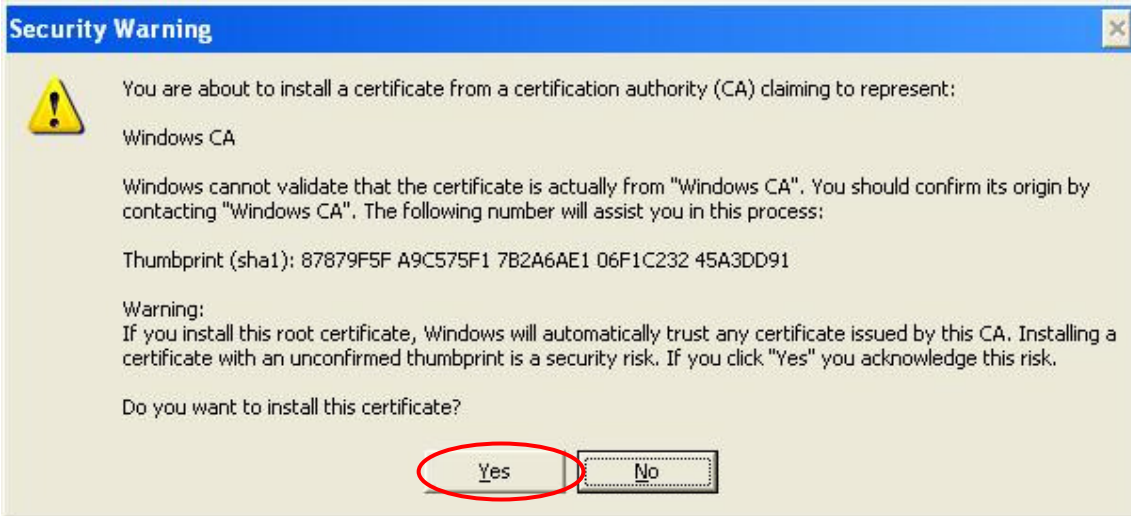 Security Warning
You are about to install a certificate from a certification authority (CA) claiming to represent:
Windows CA
Windows cannot validate that the certificate is actually from "Windows CA". You should confirm its origin by
contacting "Windows CA". The following number will assist you in this process:
Thumbprint (sha1): 87879F5F A9C575F1 7B2A6AE1 06F1C232 45A3DD91
Warning:
If you install this root certificate, Windows will automatically trust any certificate issued by this CA. Installing a
certificate with an unconfirmed thumbprint is a security risk. If you click "Yes" you acknowledge this risk.
Do you want to install this certificate?
Yes No